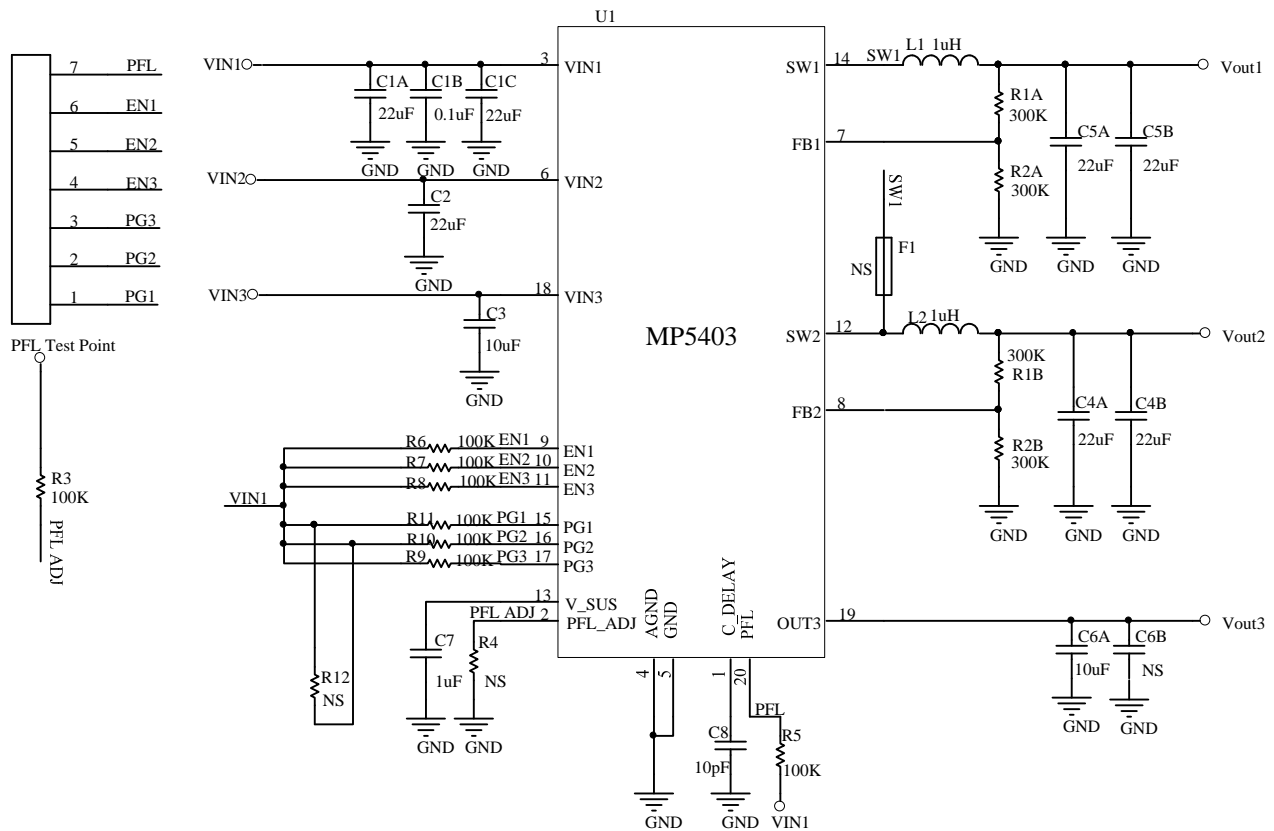 U1
7 PFL
6 EN1
5 EN2
4 EN3
3 PG3
2 PG2
1 PG1
PFL Test Point
R3
100K
PFL ADJ
VIN1
3
VIN1
C1A
22uF
C1B
0.1uF
C1C
22uF
GND
GND
GND
VIN2
6
VIN2
C2
22uF
GND
VIN3
18
VIN3
C3
10uF
GND
MP5403
VIN1
R6 100K EN1 9 EN1
R7 100K EN2 10 EN2
R8 100K EN3 11 EN3
R11 100K PG1 15 PG1
R10 100K PG2 16 PG2
R9 100K PG3 17 PG3
R12
NS
13 V_SUS
PFL ADJ 2 PFL_ADJ
C7
1uF
GND
R4
NS
GND
AGND
GND
4
5
GND
C_DELAY
PFL
1
20
C8
10pF
GND
PFL
R5
100K
VIN1
SW1 14 SW1 L1 1uH
Vout1
R1A
300K
FB1 7
R2A
300K
GND
C5A
22uF
GND
C5B
22uF
GND
SW1
F1
NS
SW2 12 L2 1uH
Vout2
300K
R1B
FB2 8
R2B
300K
GND
C4A
22uF
GND
C4B
22uF
GND
OUT3 19
Vout3
C6A
10uF
GND
C6B
NS
GND